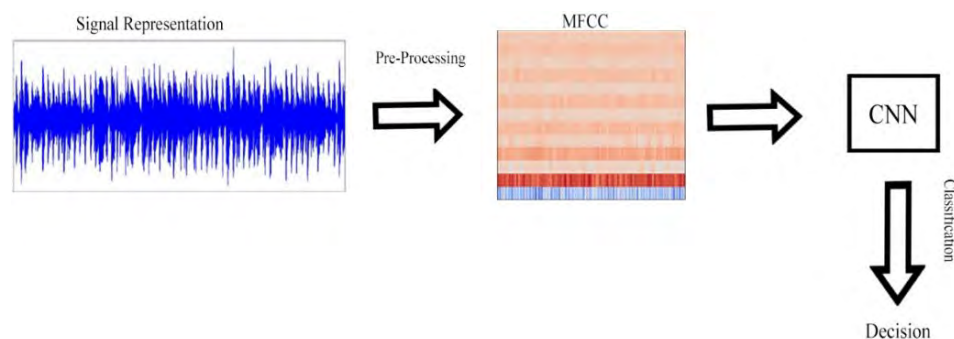 Signal Representation
Pre-Processing
MFCC
CNN
Classification
Decision